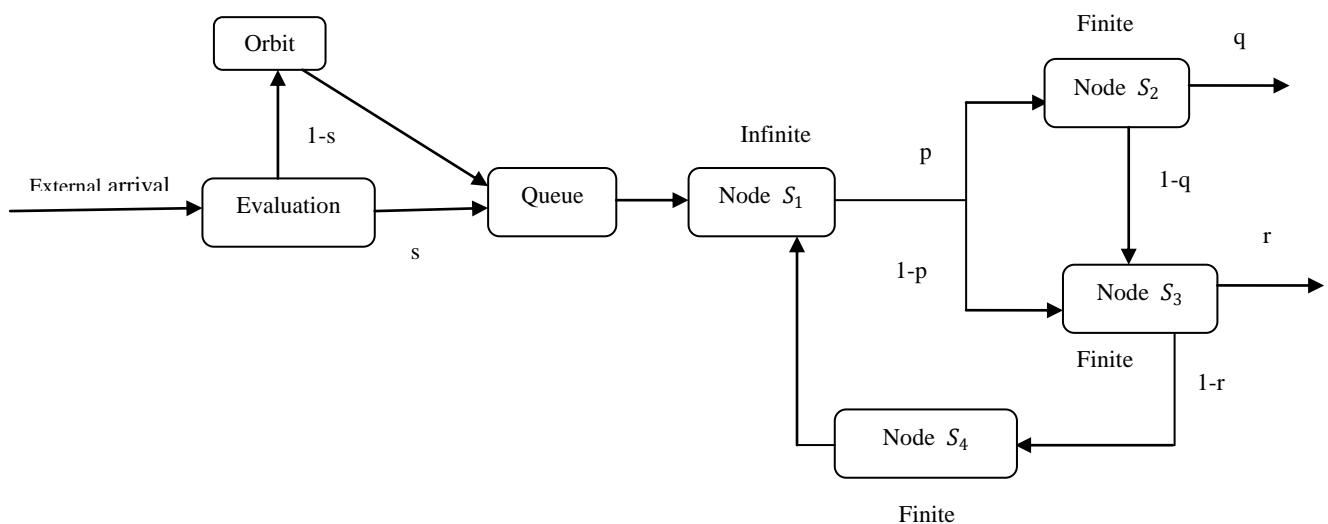 Finite
q
Orbit
Node S₂
1-s
Infinite
p
External arrival
Evaluation
Queue
Node S₁
1-q
s
r
1-p
Node S₃
Finite
1-r
Node S₄
Finite